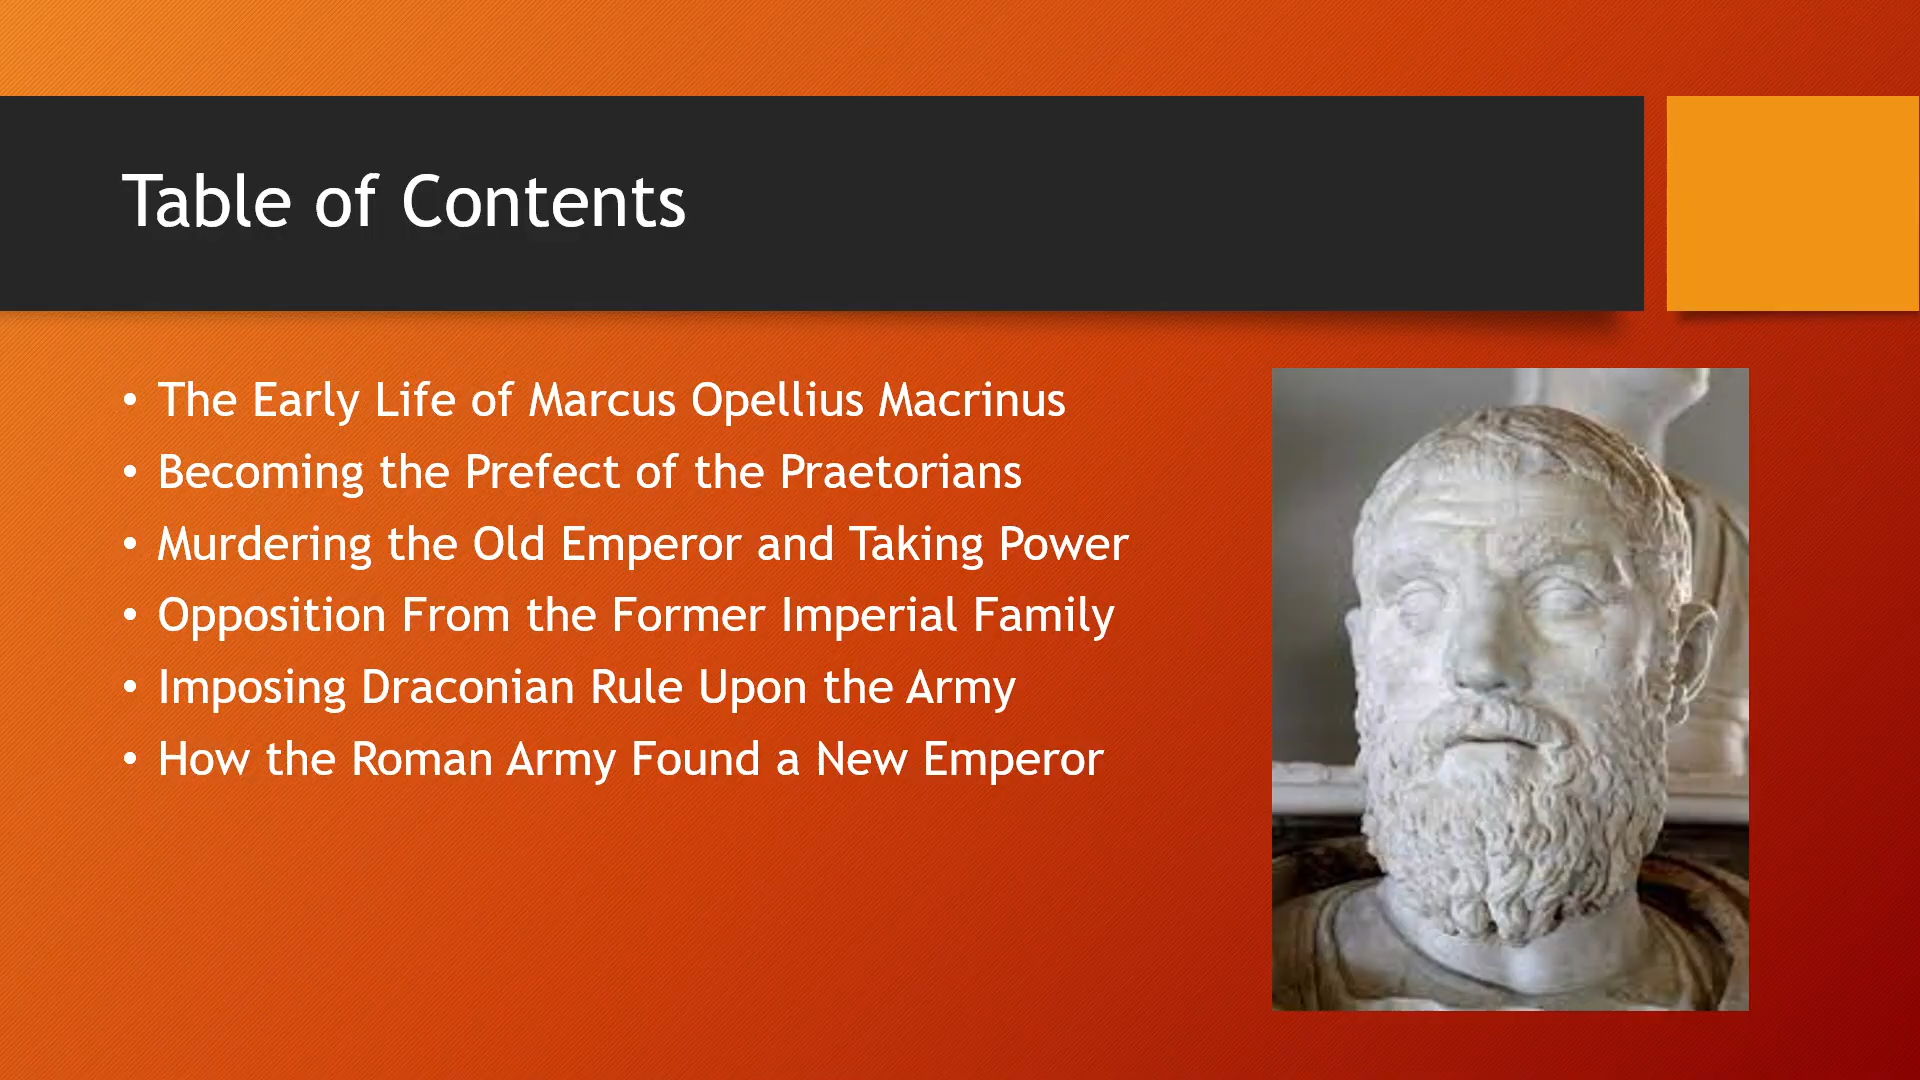 Table of Contents
• The Early Life of Marcus Opellius Macrinus
• Becoming the Prefect of the Praetorians
• Murdering the Old Emperor and Taking Power
• Opposition From the Former Imperial Family
• Imposing Draconian Rule Upon the Army
• How the Roman Army Found a New Emperor